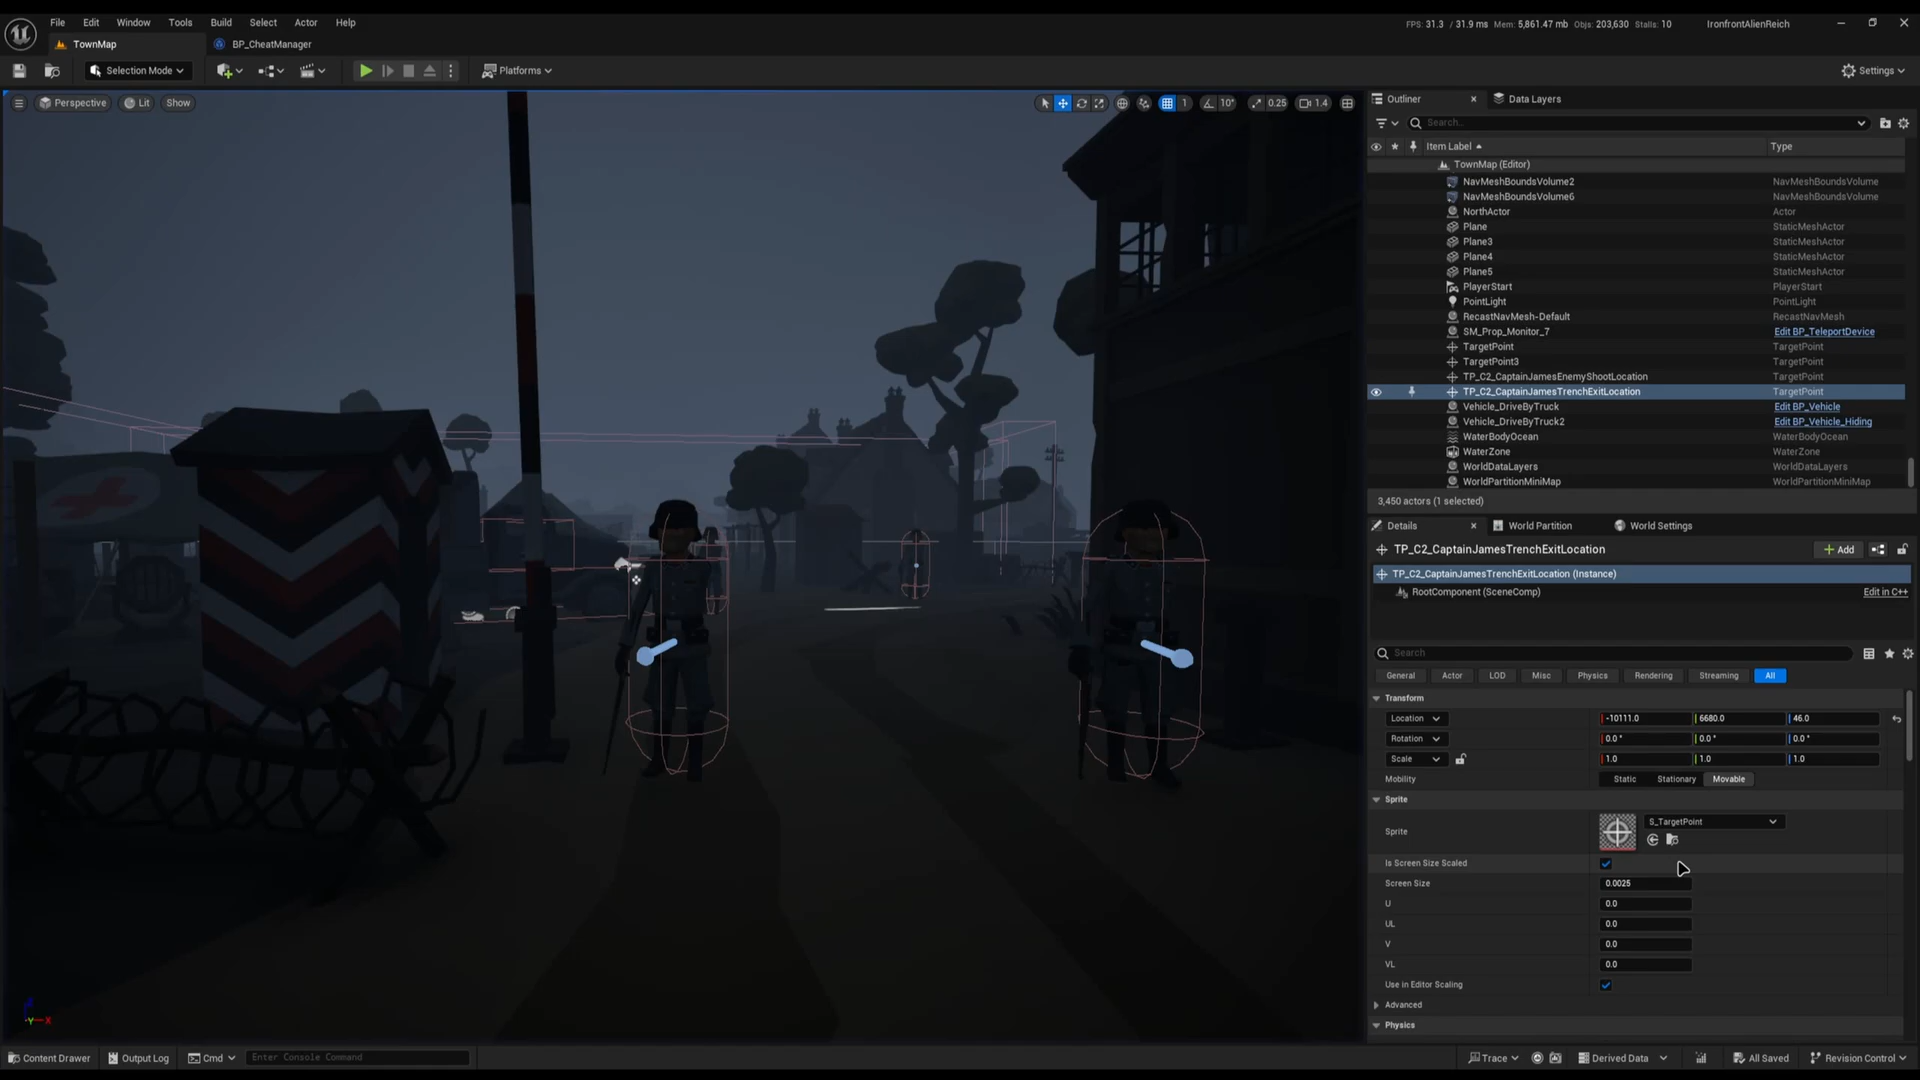 File Edit Window Tools Build Select Actor Help
FPS: 31.3 / 31.9 ms Mem: 5,861.47 mb Objs: 203,630 Stalls: 10
IronfrontAlienReich
TownMap
BP_CheatManager
Selection Mode
Platforms
Settings
Perspective
Lit
Show
1
10°
0.25
1.4
Outliner
Data Layers
Search...
Item Label
Type
TownMap (Editor)
NavMeshBoundsVolume2 NavMeshBoundsVolume
NavMeshBoundsVolume6 NavMeshBoundsVolume
NorthActor Actor
Plane StaticMeshActor
Plane3 StaticMeshActor
Plane4 StaticMeshActor
Plane5 StaticMeshActor
PlayerStart PlayerStart
PointLight PointLight
RecastNavMesh-Default RecastNavMesh
SM_Prop_Monitor_7 Edit BP_TeleportDevice
TargetPoint TargetPoint
TargetPoint3 TargetPoint
TP_C2_CaptainJamesEnemyShootLocation TargetPoint
TP_C2_CaptainJamesTrenchExitLocation TargetPoint
Vehicle_DriveByTruck Edit BP_Vehicle
Vehicle_DriveByTruck2 Edit BP_Vehicle_Hiding
WaterBodyOcean WaterBodyOcean
WaterZone WaterZone
WorldDataLayers WorldDataLayers
WorldPartitionMiniMap WorldPartitionMiniMap
3,450 actors (1 selected)
Details
World Partition
World Settings
TP_C2_CaptainJamesTrenchExitLocation
Add
TP_C2_CaptainJamesTrenchExitLocation (Instance)
RootComponent (SceneComp)
Edit in C++
Search
General Actor LOD Misc Physics Rendering Streaming All
Transform
Location -10111.0 6680.0 46.0
Rotation 0.0° 0.0° 0.0°
Scale 1.0 1.0 1.0
Mobility Static Stationary Movable
Sprite
Sprite S_TargetPoint
Is Screen Size Scaled
Screen Size 0.0025
U 0.0
UL 0.0
V 0.0
VL 0.0
Use in Editor Scaling
Advanced
Physics
Y X
Content Drawer
Output Log
Cmd
Enter Console Command
Trace
Derived Data
All Saved
Revision Control